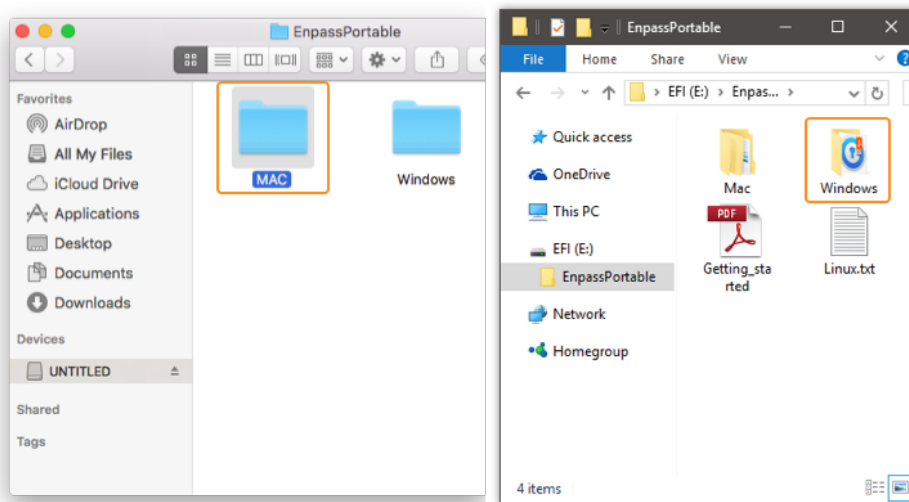 EnpassPortable
Favorites
AirDrop
All My Files
iCloud Drive
Applications
Desktop
Documents
Downloads
Devices
UNTITLED
Shared
Tags
MAC
Windows
EnpassPortable
File Home Share View
EFI (E:) Enpas...
Quick access
OneDrive
This PC
EFI (E:)
EnpassPortable
Network
Homegroup
Mac
Windows
PDF
Getting_sta
rted
Linux.txt
4 items